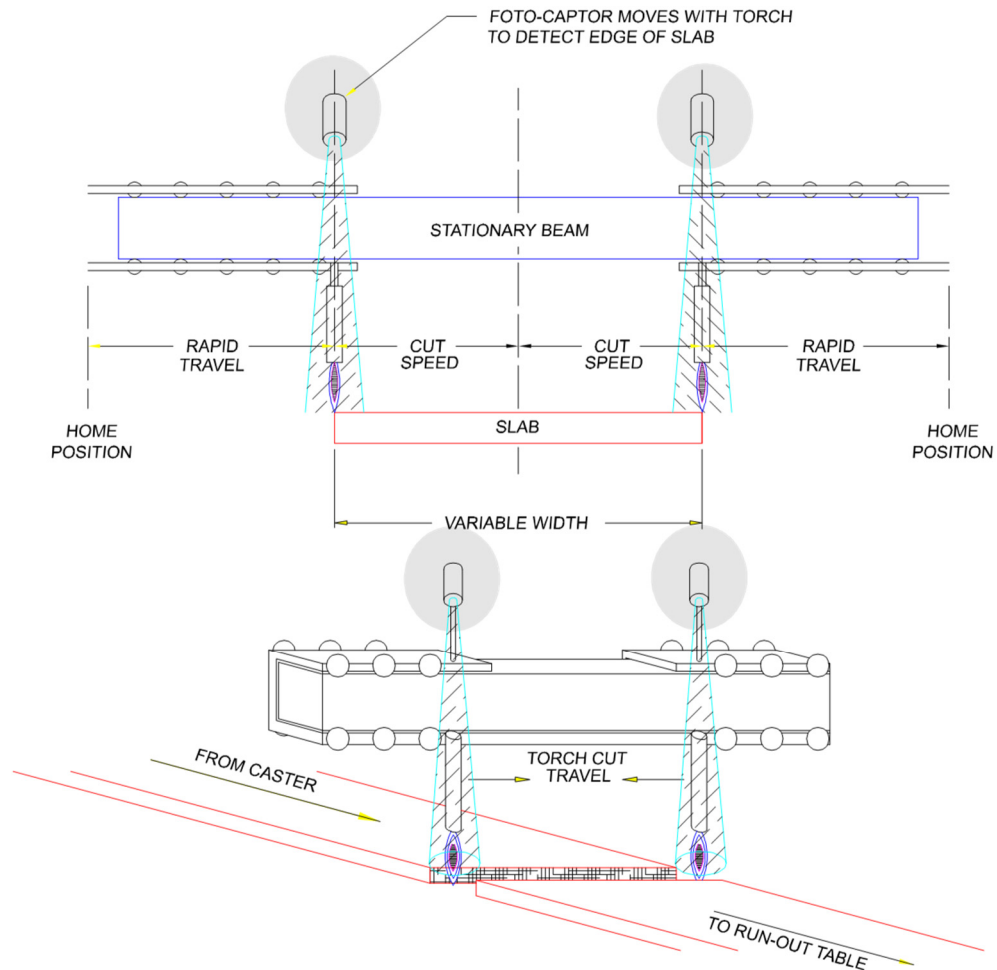 FOTO-CAPTOR MOVES WITH TORCH
TO DETECT EDGE OF SLAB
STATIONARY BEAM
RAPID
TRAVEL
CUT
SPEED
CUT
SPEED
RAPID
TRAVEL
HOME
POSITION
SLAB
HOME
POSITION
VARIABLE WIDTH
FROM CASTER
TORCH CUT
TRAVEL
TO RUN-OUT TABLE